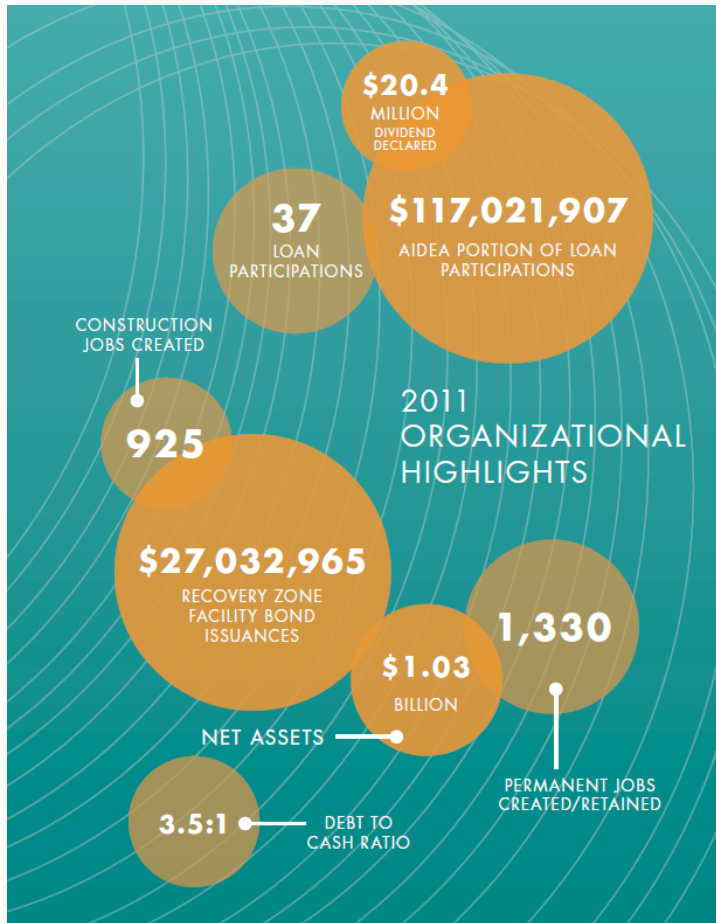 $20.4
MILLION
DIVIDEND
DECLARED
$117,021,907
AIDEA PORTION OF LOAN
PARTICIPATIONS
37
LOAN
PARTICIPATIONS
CONSTRUCTION
JOBS CREATED
925
2011
ORGANIZATIONAL
HIGHLIGHTS
$27,032,965
RECOVERY ZONE
FACILITY BOND
ISSUANCES
1,330
PERMANENT JOBS
CREATED/RETAINED
$1.03
BILLION
NET ASSETS
3.5:1
DEBT TO
CASH RATIO